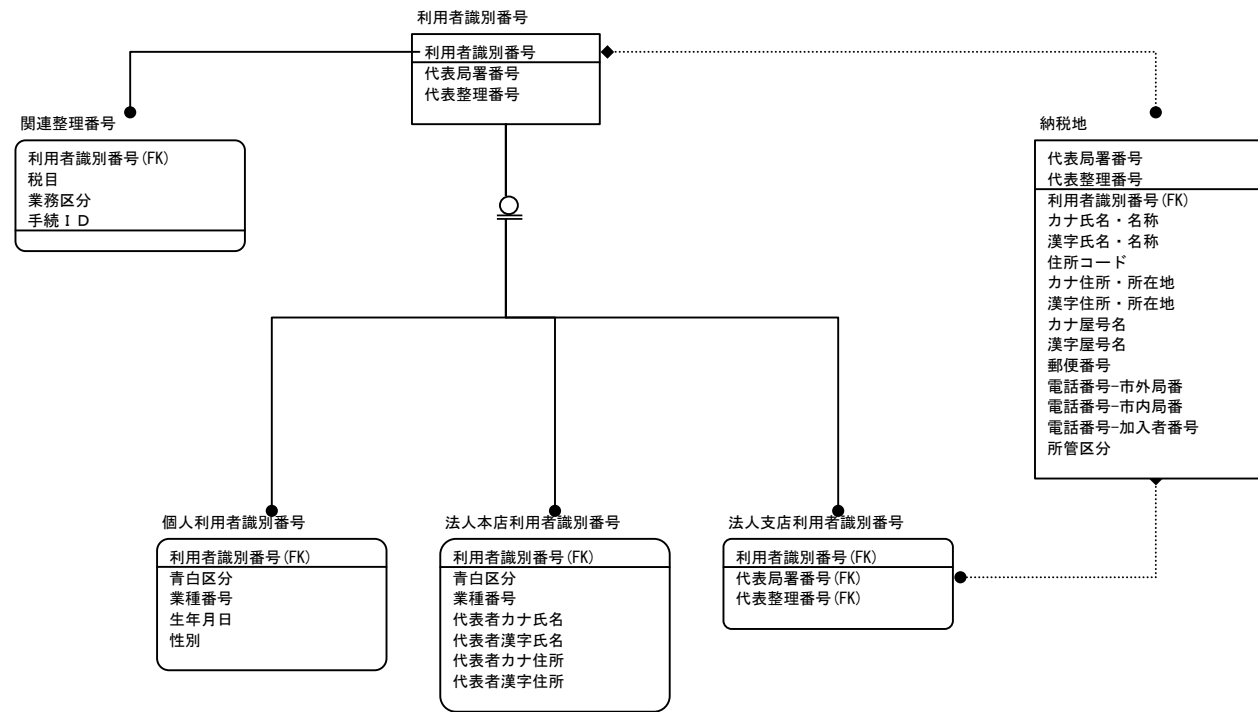 利用者識別番号
利用者識別番号
代表局署番号
代表整理番号
関連整理番号
利用者識別番号(FK)
税目
業務区分
手続ＩＤ
納税地
代表局署番号
代表整理番号
利用者識別番号(FK)
カナ氏名・名称
漢字氏名・名称
住所コード
カナ住所・所在地
漢字住所・所在地
カナ屋号名
漢字屋号名
郵便番号
電話番号-市外局番
電話番号-市内局番
電話番号-加入者番号
所管区分
個人利用者識別番号
利用者識別番号(FK)
青白区分
業種番号
生年月日
性別
法人本店利用者識別番号
利用者識別番号(FK)
青白区分
業種番号
代表者カナ氏名
代表者漢字氏名
代表者カナ住所
代表者漢字住所
法人支店利用者識別番号
利用者識別番号(FK)
代表局署番号(FK)
代表整理番号(FK)